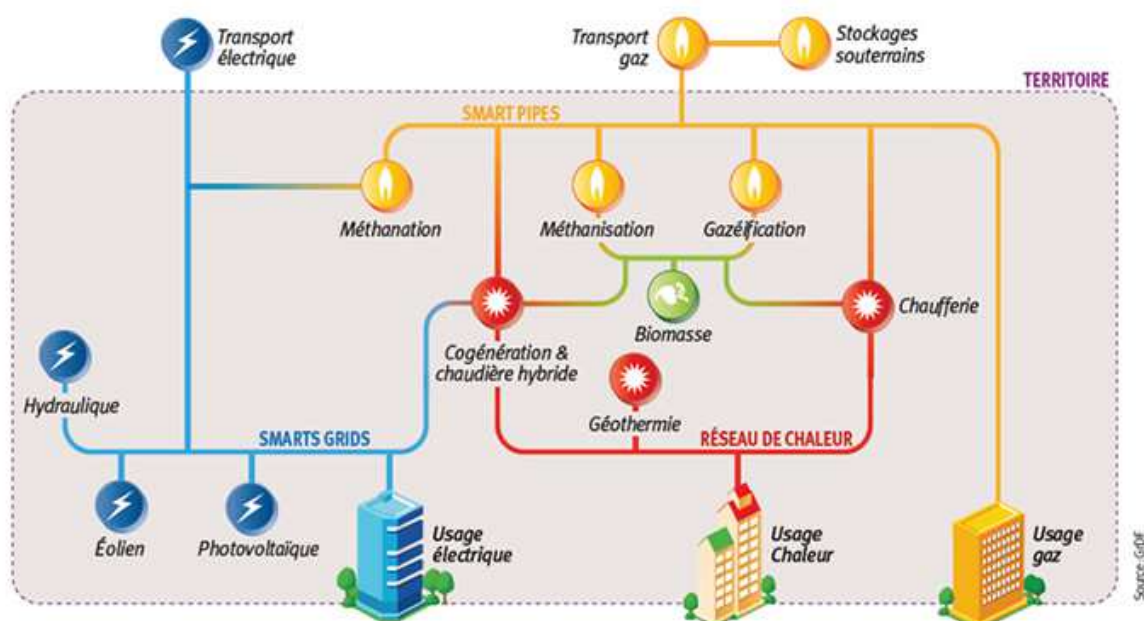 Transport
électrique
Transport
gaz
Stockages
souterrains
TERRITOIRE
SMART PIPES
Méthanation
Méthanisation
Gazéification
Biomasse
Chaufferie
Cogénération &
chaudière hybride
Hydraulique
Géothermie
SMARTS GRIDS
RÉSEAU DE CHALEUR
Éolien
Photovoltaïque
Usage
électrique
Usage
Chaleur
Usage
gaz
Source: GrDF